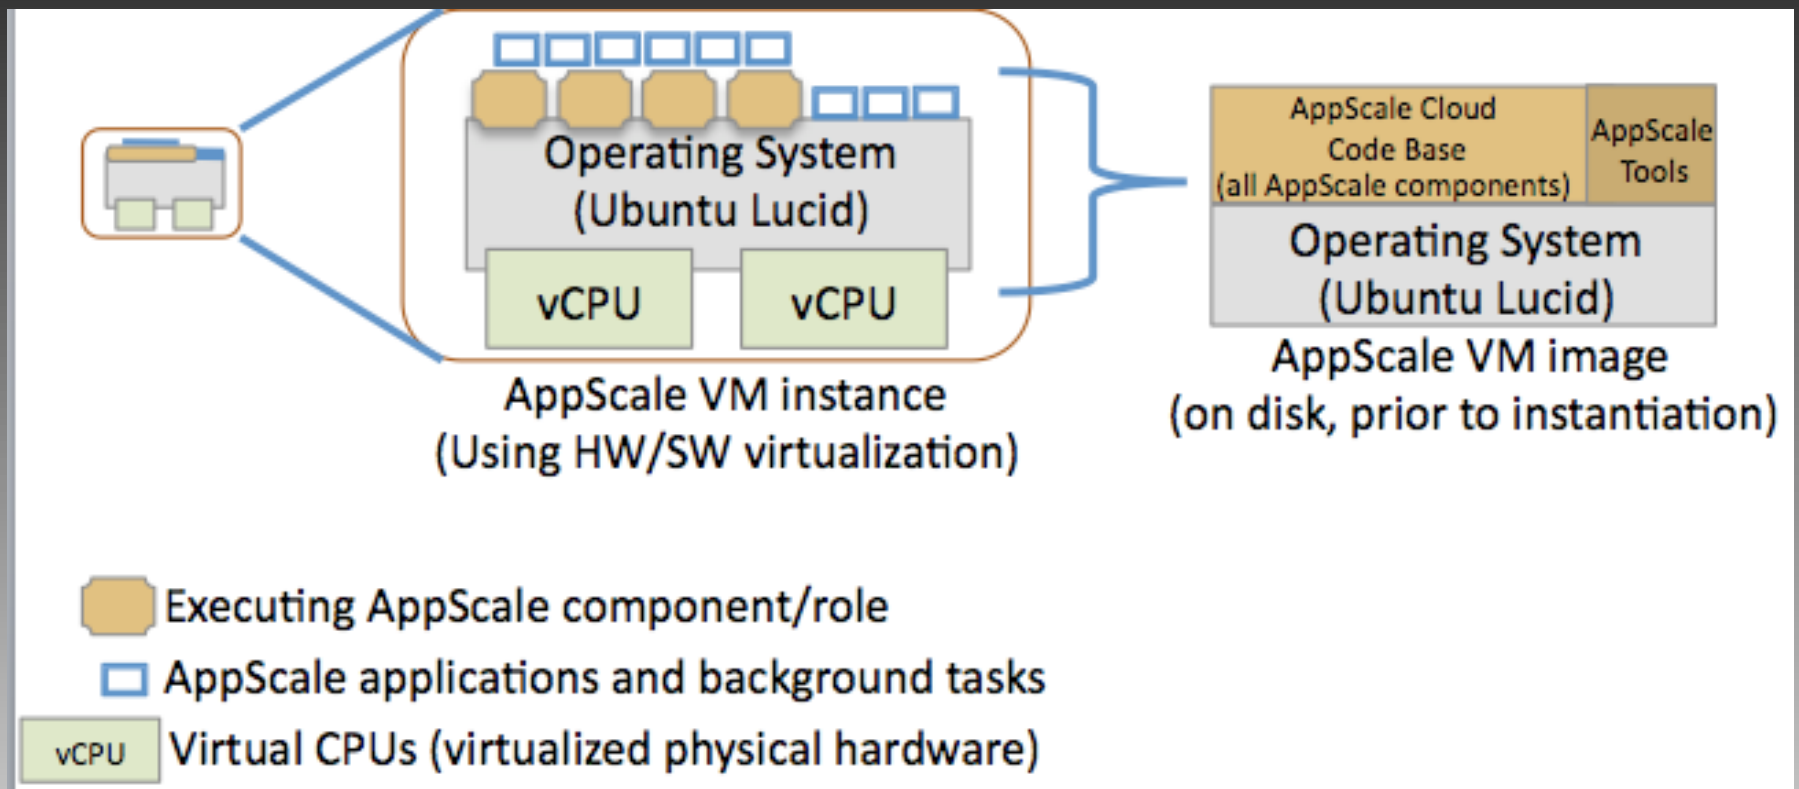 Operating System
(Ubuntu Lucid)
vCPU
vCPU
AppScale VM instance
(Using HW/SW virtualization)
AppScale Cloud
Code Base
(all AppScale components)
AppScale
Tools
Operating System
(Ubuntu Lucid)
AppScale VM image
(on disk, prior to instantiation)
Executing AppScale component/role
AppScale applications and background tasks
vCPU
Virtual CPUs (virtualized physical hardware)